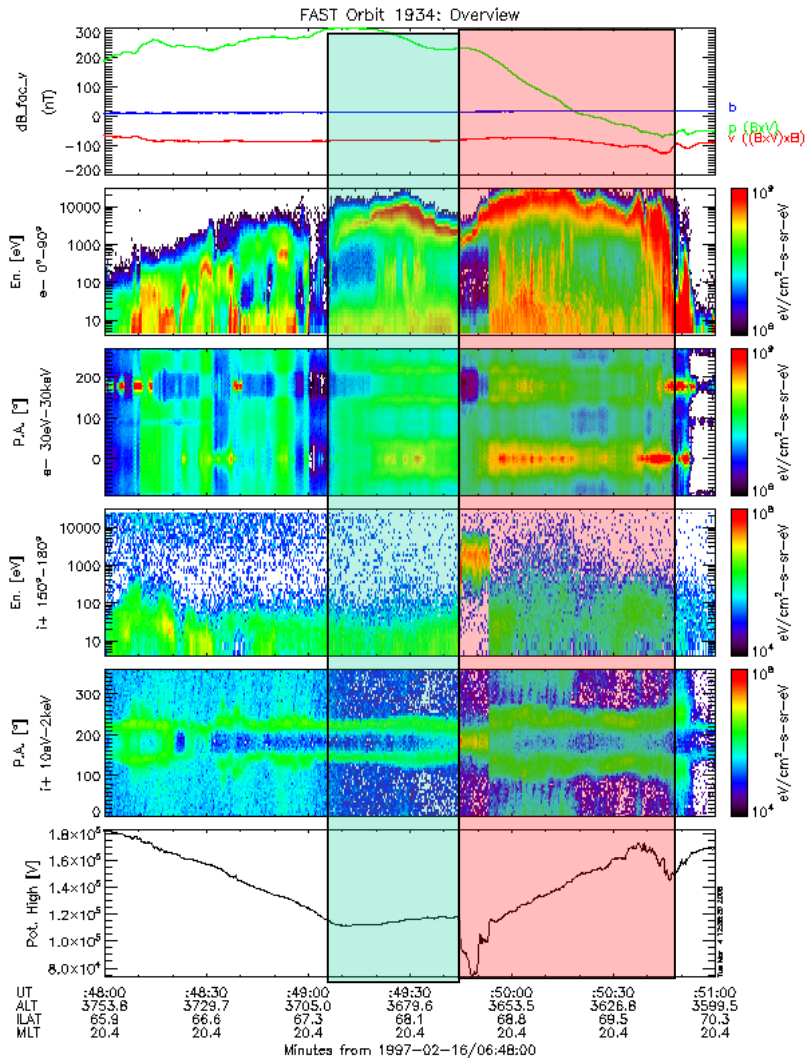 FAST Orbit 1934: Overview
300
200
100
0
−100
−200
dB_fac_v
(nT)
b
p (BxV)
v ((BxV)xB)
10000
1000
100
10
En. [eV]
e− 0°−90°
10⁹
10⁶
eV/cm²−s−sr−eV
200
100
0
P.A. [°]
e− 30eV−30keV
10⁹
10⁶
eV/cm²−s−sr−eV
10000
1000
100
10
En. [eV]
i+ 150°−180°
10⁸
10⁴
eV/cm²−s−sr−eV
300
200
100
0
P.A. [°]
i+ 10eV−2keV
10⁸
10⁴
eV/cm²−s−sr−eV
1.8×10⁵
1.6×10⁵
1.4×10⁵
1.2×10⁵
1.0×10⁵
8.0×10⁴
Pot. High [V]
UT :48:00 :48:30 :49:00 :49:30 :50:00 :50:30 :51:00
ALT 3753.8 3729.7 3705.0 3679.6 3653.5 3626.8 3599.5
ILAT 65.9 66.6 67.3 68.1 68.8 69.5 70.3
MLT 20.4 20.4 20.4 20.4 20.4 20.4 20.4
Minutes from 1997−02−16/06:48:00